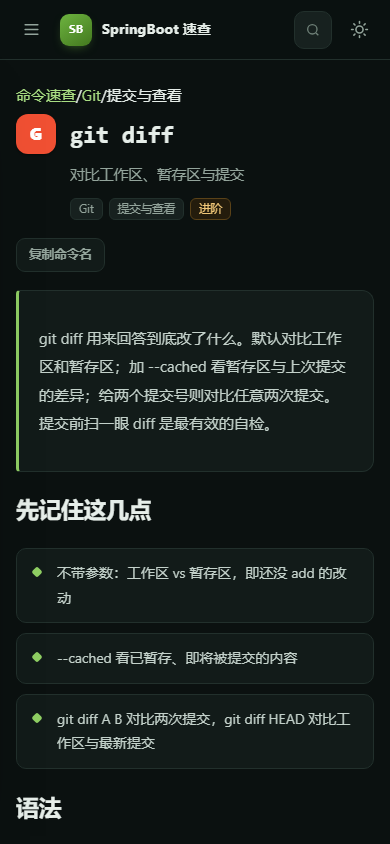 SB SpringBoot 速查
命令速查/Git/提交与查看
G git diff
对比工作区、暂存区与提交
Git 提交与查看 进阶
复制命令名
git diff 用来回答到底改了什么。默认对比工作
区和暂存区；加 --cached 看暂存区与上次提交
的差异；给两个提交号则对比任意两次提交。
提交前扫一眼 diff 是最有效的自检。
先记住这几点
不带参数：工作区 vs 暂存区，即还没 add 的改
动
--cached 看已暂存、即将被提交的内容
git diff A B 对比两次提交，git diff HEAD 对比工
作区与最新提交
语法